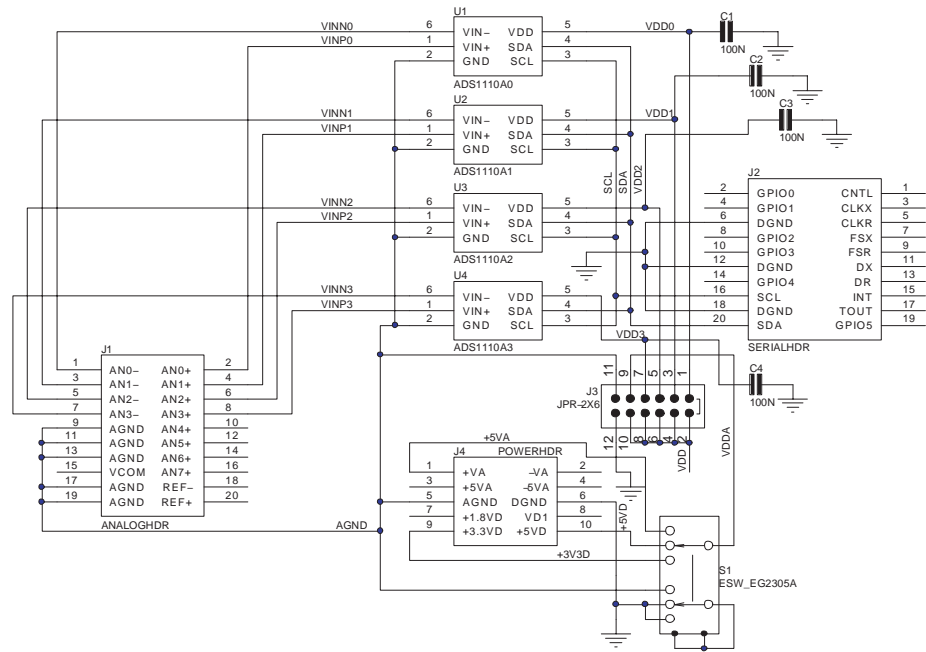 U1
6 VIN– VDD 5
1 VIN+ SDA 4
2 GND SCL 3
ADS1110A0
VINN0
VINP0
VDD0
C1
100N
C2
100N
C3
100N
U2
6 VIN– VDD 5
1 VIN+ SDA 4
2 GND SCL 3
ADS1110A1
VINN1
VINP1
VDD1
SCL
SDA
VDD2
U3
6 VIN– VDD 5
1 VIN+ SDA 4
2 GND SCL 3
ADS1110A2
VINN2
VINP2
U4
6 VIN– VDD 5
1 VIN+ SDA 4
2 GND SCL 3
ADS1110A3
VINN3
VINP3
VDD3
J2
2 GPIO0 CNTL 1
4 GPIO1 CLKX 3
6 DGND CLKR 5
8 GPIO2 FSX 7
10 GPIO3 FSR 9
12 DGND DX 11
14 GPIO4 DR 13
16 SCL INT 15
18 DGND TOUT 17
20 SDA GPIO5 19
SERIALHDR
J1
1 AN0– AN0+ 2
3 AN1– AN1+ 4
5 AN2– AN2+ 6
7 AN3– AN3+ 8
9 AGND AN4+ 10
11 AGND AN5+ 12
13 AGND AN6+ 14
15 VCOM AN7+ 16
17 AGND REF– 18
19 AGND REF+ 20
ANALOGHDR
AGND
11 9 7 5 3 1
J3
JPR–2X6
12 10 8 6 4 2
VDD
VDDA
C4
100N
+5VA
J4
POWERHDR
1 +VA –VA 2
3 +5VA –5VA 4
5 AGND DGND 6
7 +1.8VD VD1 8
9 +3.3VD +5VD 10
+5VD
+3V3D
S1
ESW_EG2305A